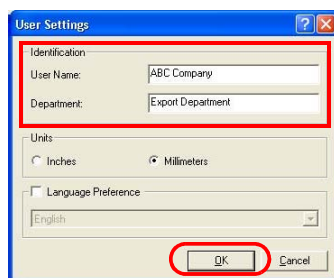 User Settings
Identification
User Name: ABC Company
Department: Export Department
Units
Inches Millimeters
Language Preference
English
OK Cancel